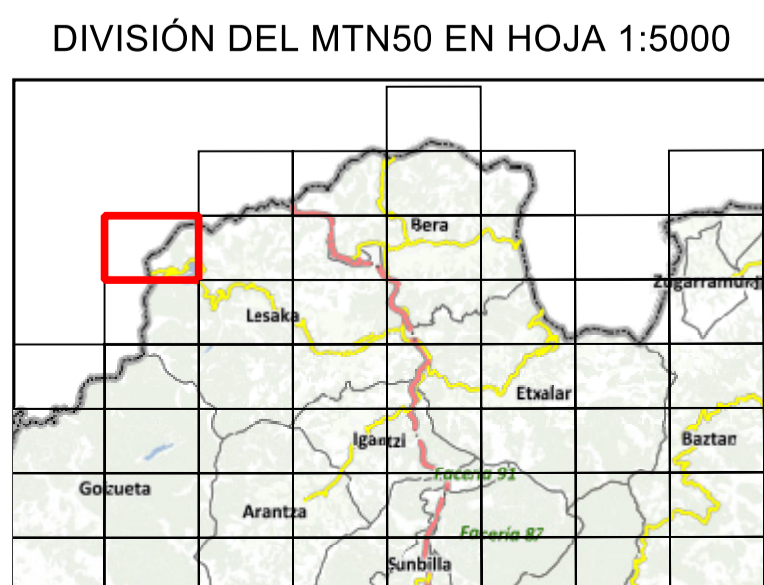 DIVISIÓN DEL MTN50 EN HOJA 1:5000
Bera
Zugarramurdi
Lesaka
Etxalar
Igantzi
Baztan
Facería 91
Goizueta
Arantza
Facería 87
Sunbilla